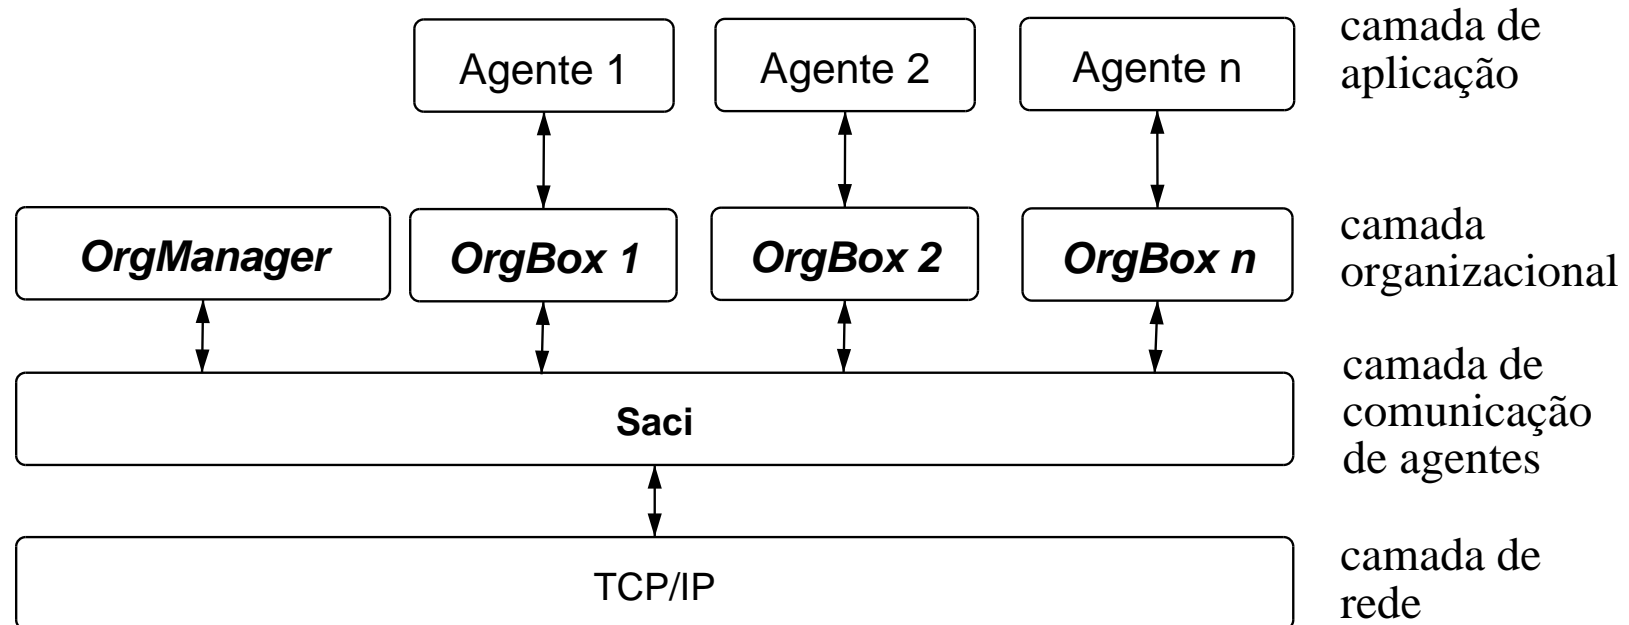 Agente 1
Agente 2
Agente n
camada de
aplicação
OrgManager
OrgBox 1
OrgBox 2
OrgBox n
camada
organizacional
Saci
camada de
comunicação
de agentes
TCP/IP
camada de
rede